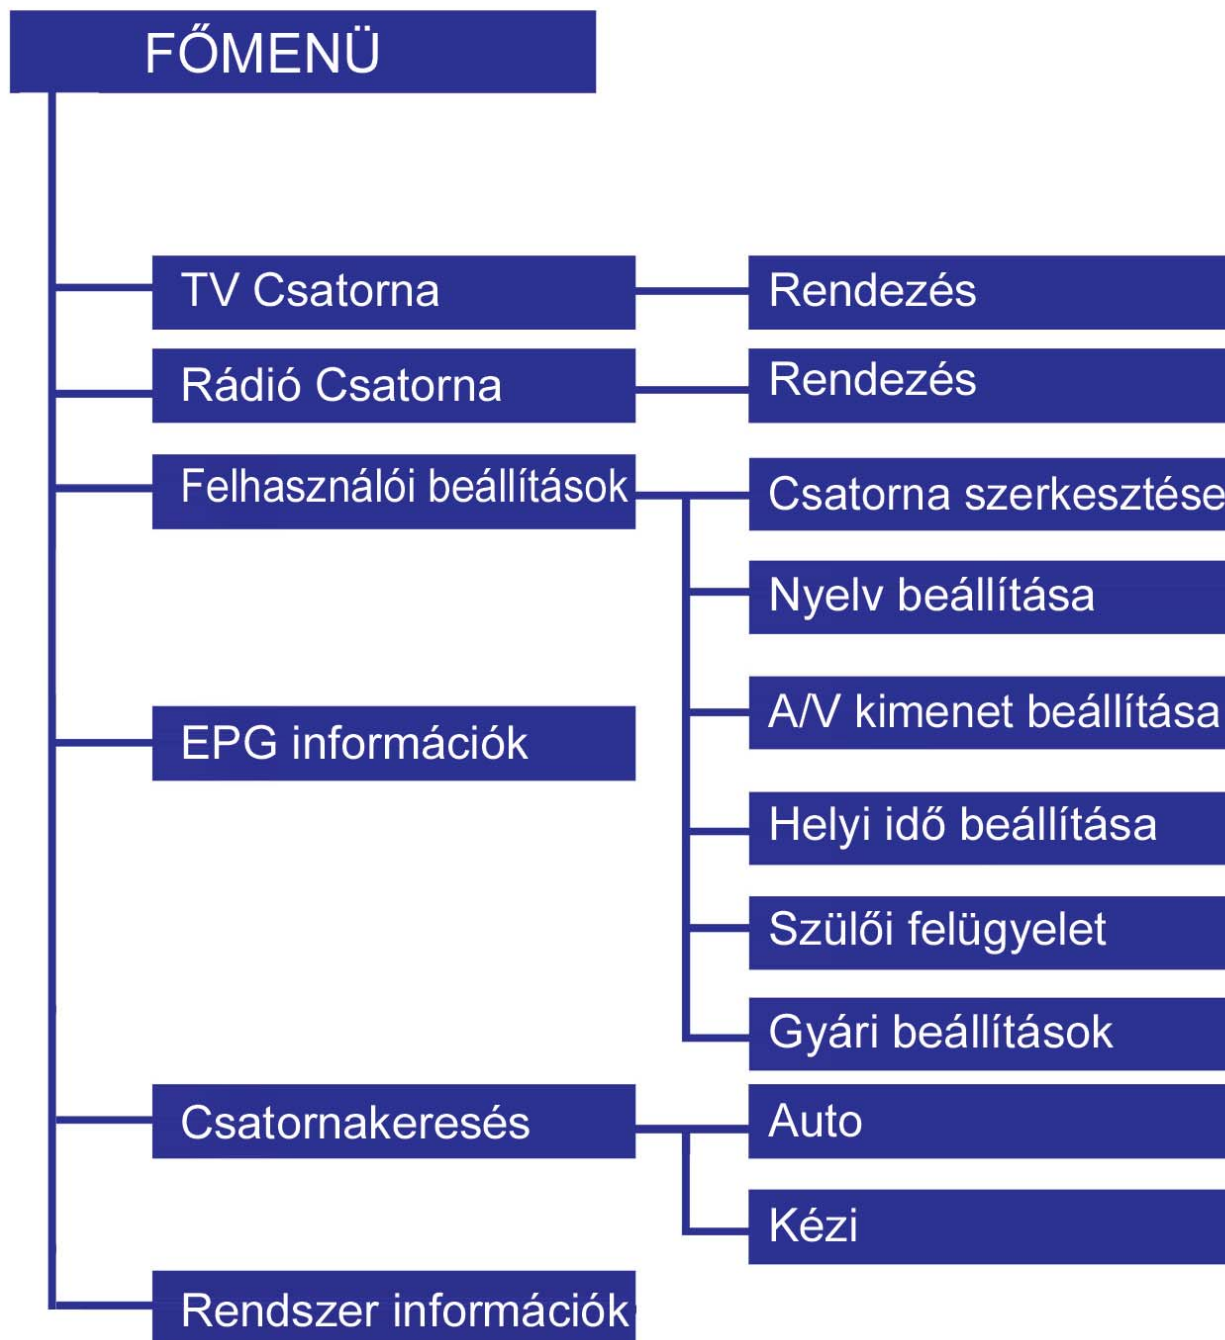 FŐMENÜ
TV Csatorna
Rendezés
Rádió Csatorna
Rendezés
Felhasználói beállítások
Csatorna szerkesztése
Nyelv beállítása
A/V kimenet beállítása
Helyi idő beállítása
Szülői felügyelet
Gyári beállítások
EPG információk
Csatornakeresés
Auto
Kézi
Rendszer információk